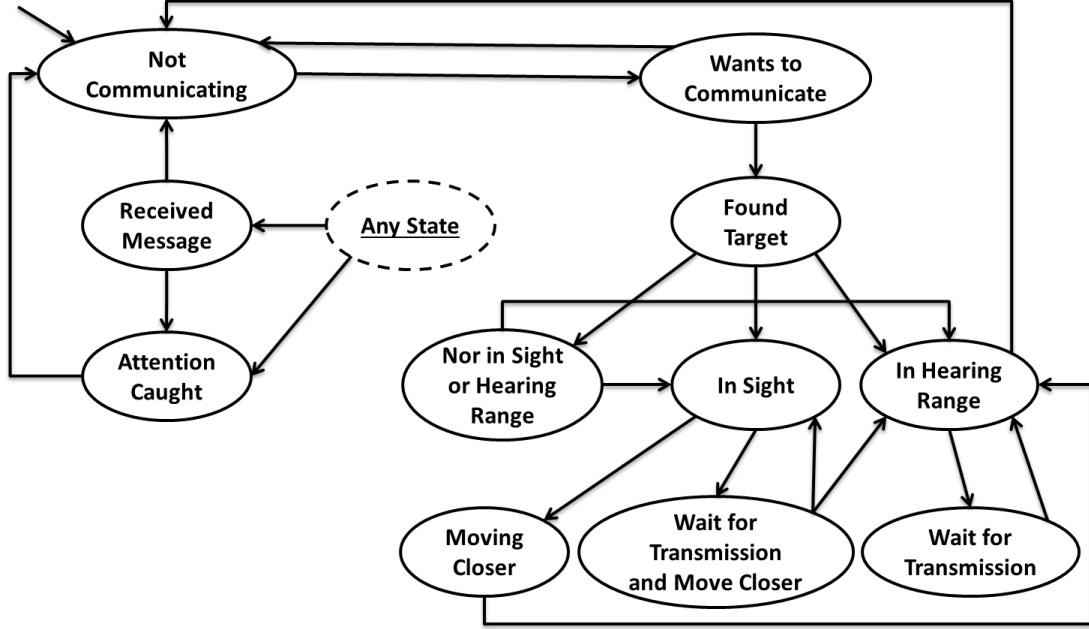 Not
Communicating
Wants to
Communicate
Received
Message
Any State
Found
Target
Attention
Caught
Nor in Sight
or Hearing
Range
In Sight
In Hearing
Range
Moving
Closer
Wait for
Transmission
and Move Closer
Wait for
Transmission